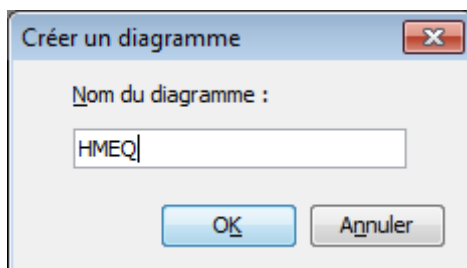 Créer un diagramme
Nom du diagramme :
HMEQ
OK
Annuler